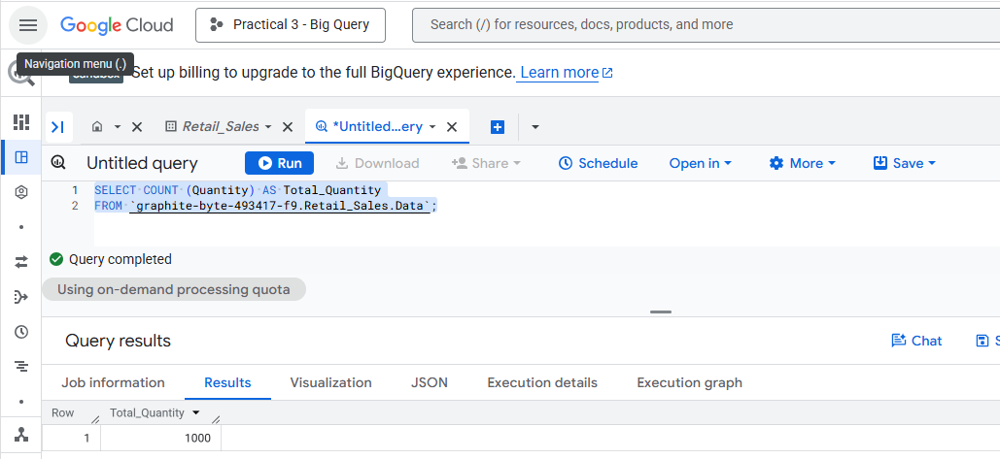 Google Cloud
Practical 3 - Big Query
Search (/) for resources, docs, products, and more
Navigation menu (.)
Set up billing to upgrade to the full BigQuery experience. Learn more
Retail_Sales
*Untitled...ery
Untitled query
Run
Download
Share
Schedule
Open in
More
Save
1 SELECT COUNT (Quantity) AS Total_Quantity
2 FROM `graphite-byte-493417-f9.Retail_Sales.Data`;
Query completed
Using on-demand processing quota
Query results
Chat
S
Job information
Results
Visualization
JSON
Execution details
Execution graph
Row
Total_Quantity
1
1000